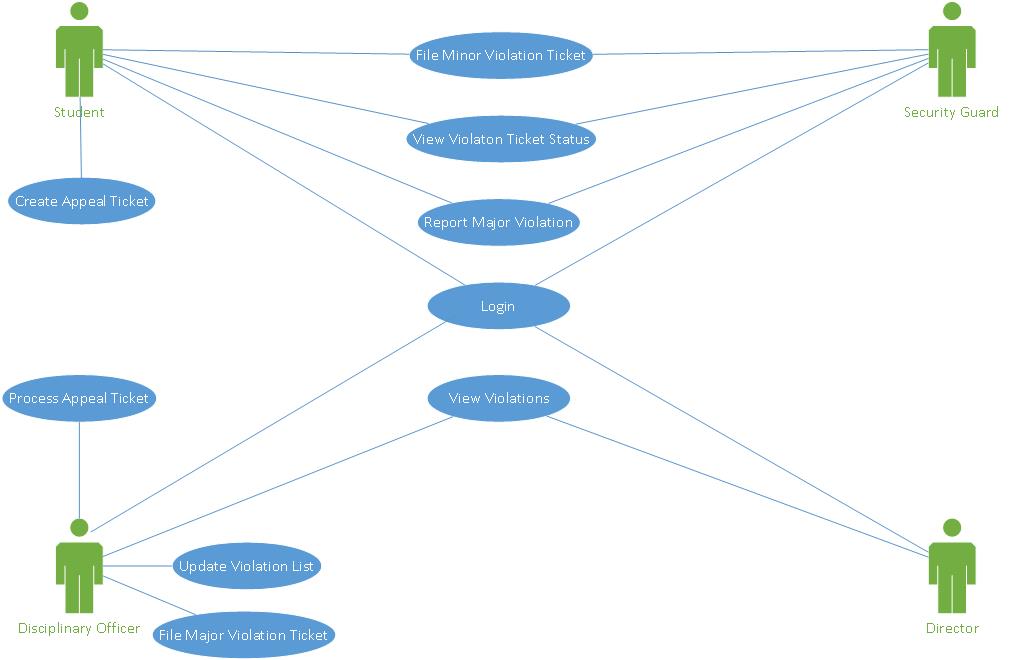 File Minor Violation Ticket
Student
Security Guard
View Violaton Ticket Status
Create Appeal Ticket
Report Major Violation
Login
Process Appeal Ticket
View Violations
Update Violation List
Disciplinary Officer
File Major Violation Ticket
Director